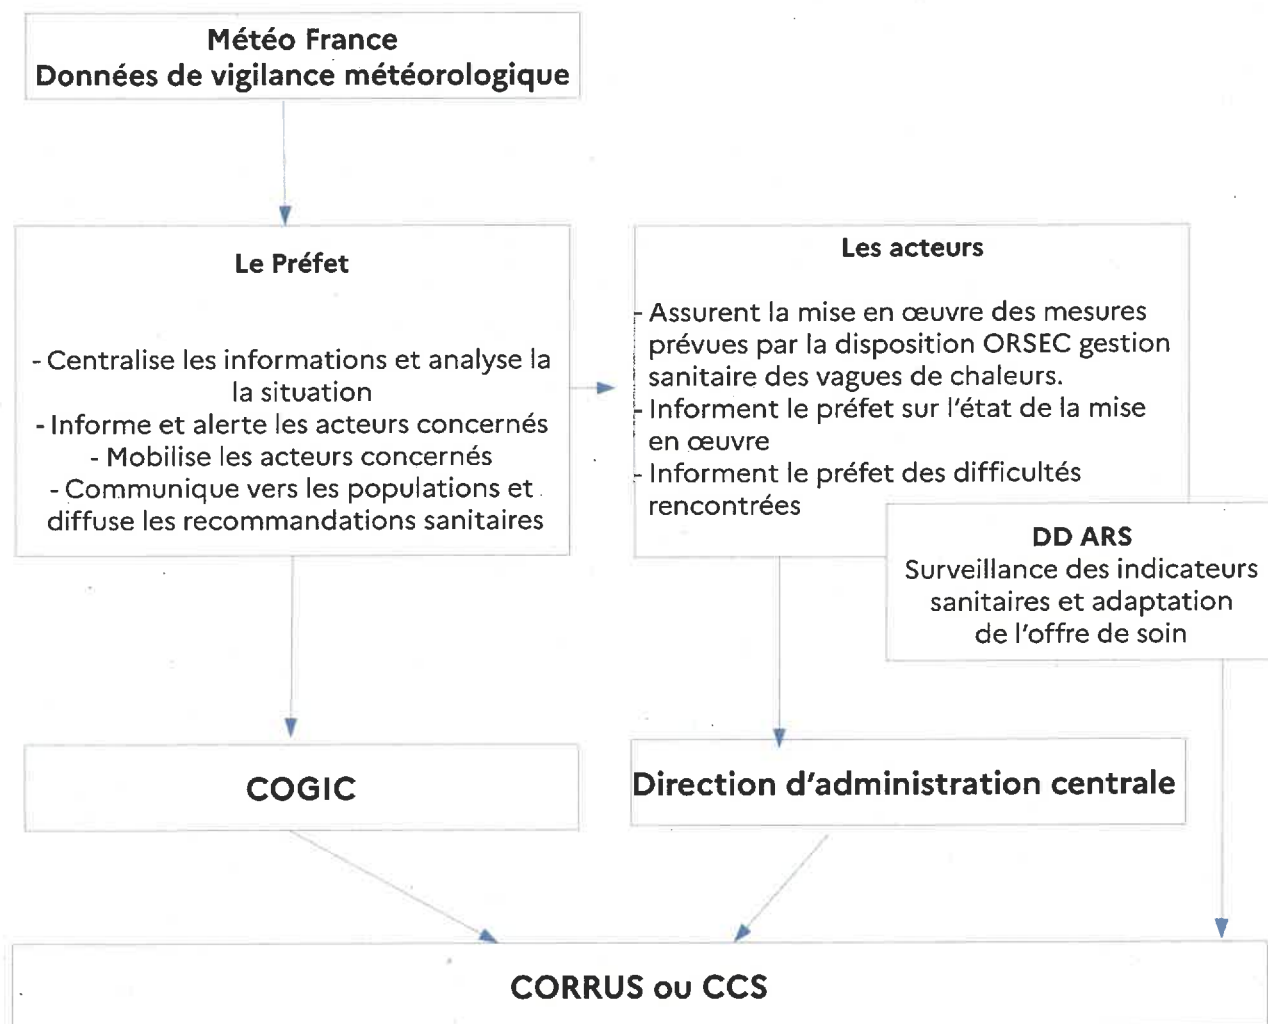 Météo France
Données de vigilance météorologique
Le Préfet
- Centralise les informations et analyse la
la situation
- Informe et alerte les acteurs concernés
- Mobilise les acteurs concernés
- Communique vers les populations et
diffuse les recommandations sanitaires
Les acteurs
- Assurent la mise en œuvre des mesures
prévues par la disposition ORSEC gestion
sanitaire des vagues de chaleurs.
- Informent le préfet sur l'état de la mise
en œuvre
- Informent le préfet des difficultés
rencontrées
DD ARS
Surveillance des indicateurs
sanitaires et adaptation
de l'offre de soin
COGIC
Direction d'administration centrale
CORRUS ou CCS